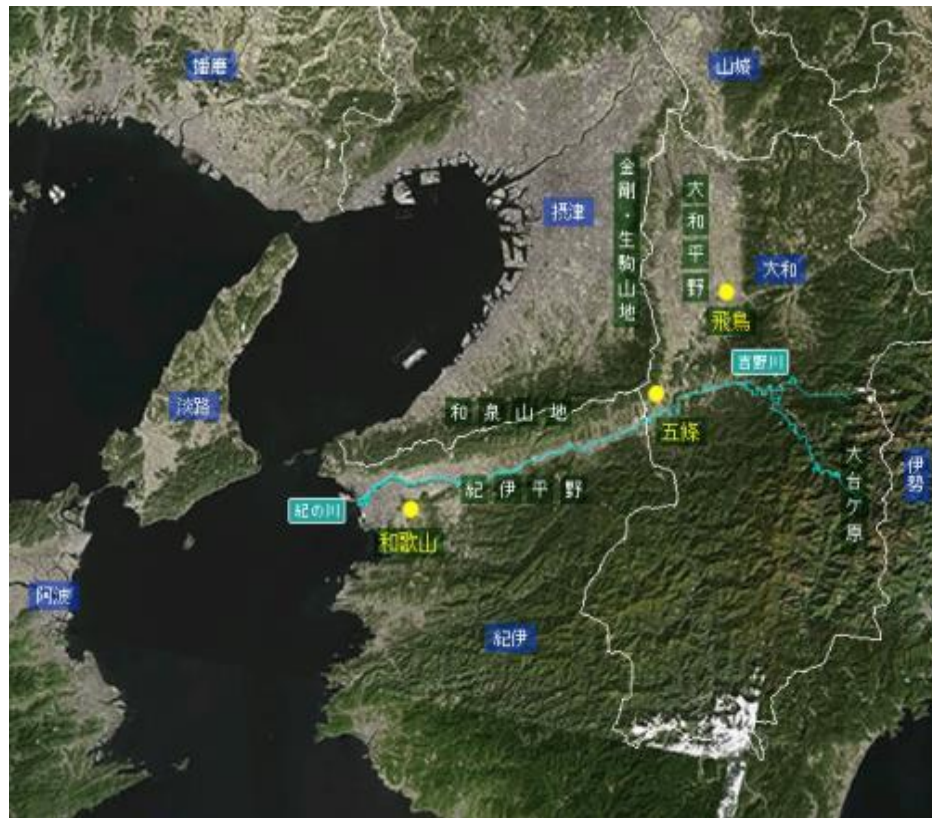 播磨
山城
金剛・生駒山地
大和平野
摂津
大和
飛鳥
吉野川
淡路
和泉山地
五條
大台ケ原
伊勢
紀の川
紀伊平野
和歌山
阿波
紀伊